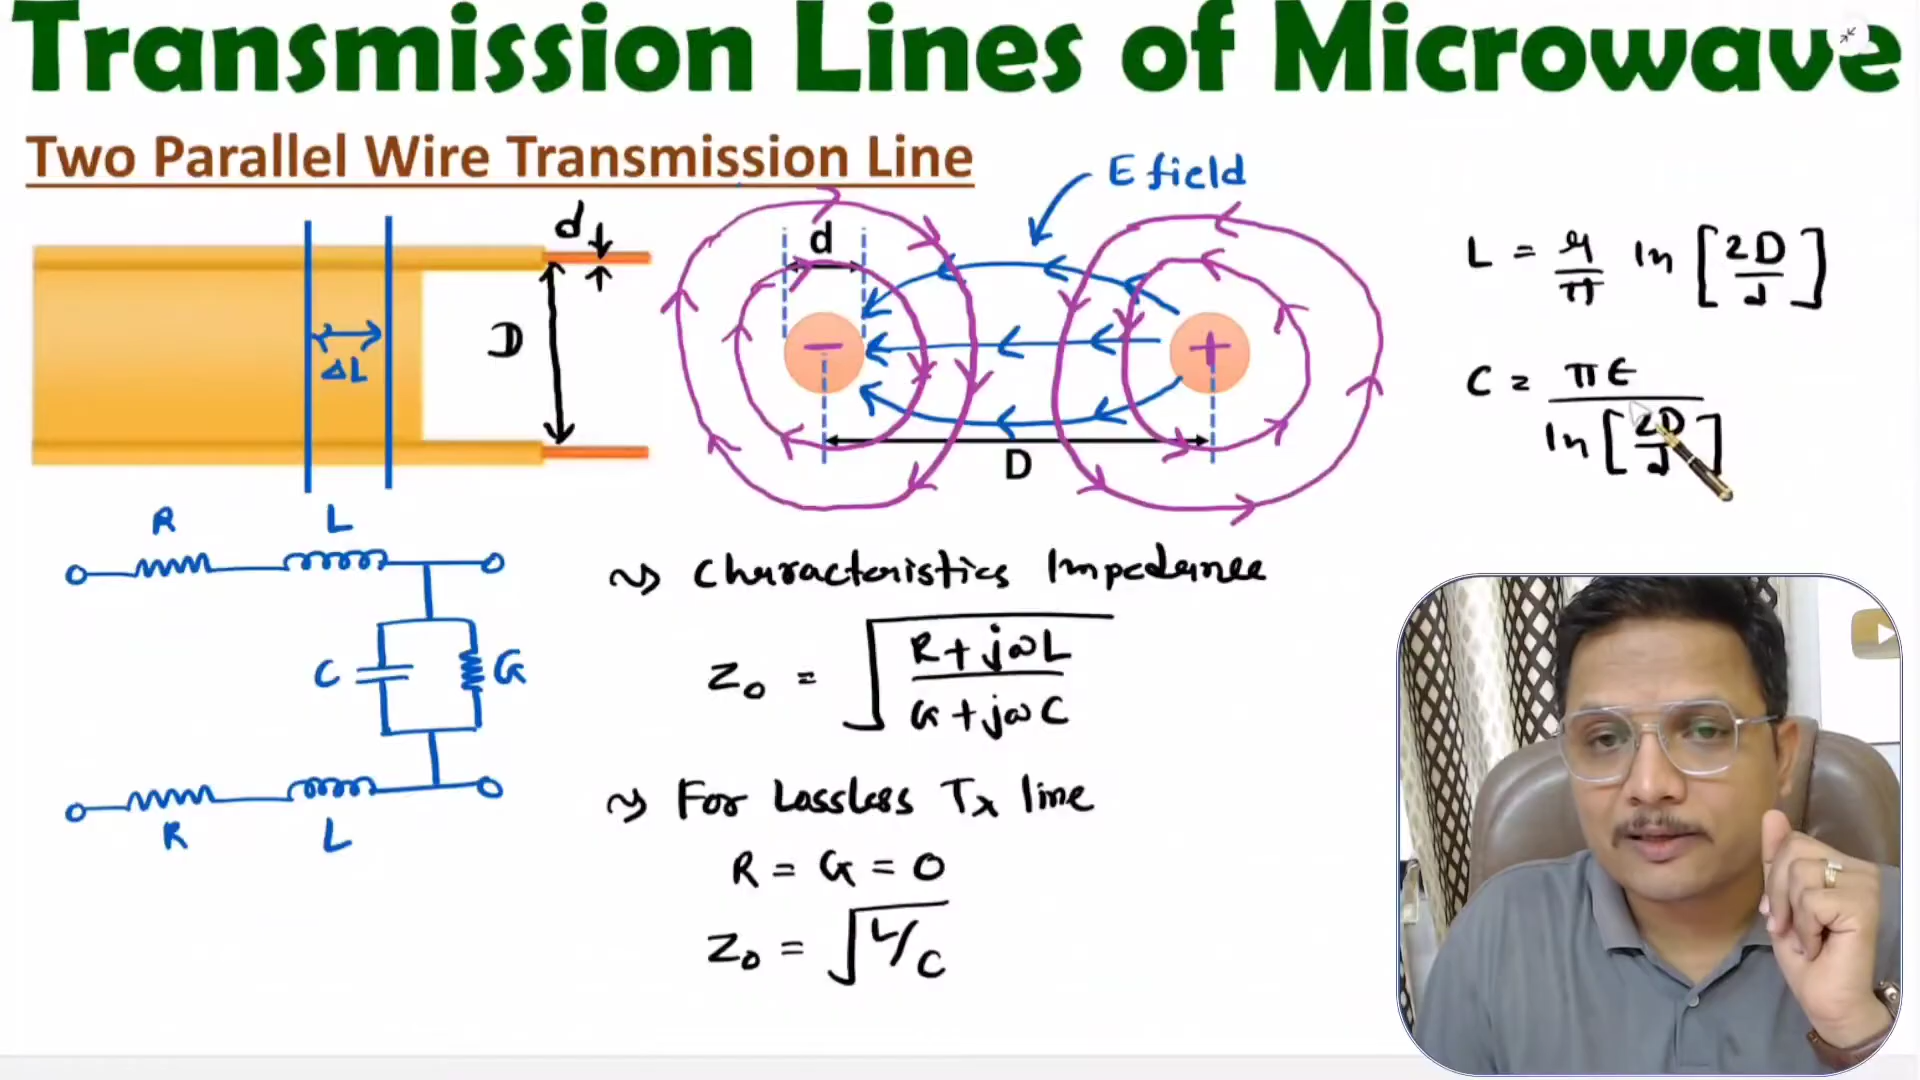 Transmission Lines of Microwave
Two Parallel Wire Transmission Line
E field
d
d
D
ΔL
D
- +
L = μ/π ln [2D/d]
C = πϵ / ln [2D/d]
R L
C G
R L
~> Characteristics Impedance
Z₀ = √((R + jωL)/(G + jωC))
~> For Lossless Tx line
R = G = 0
Z₀ = √(L/C)